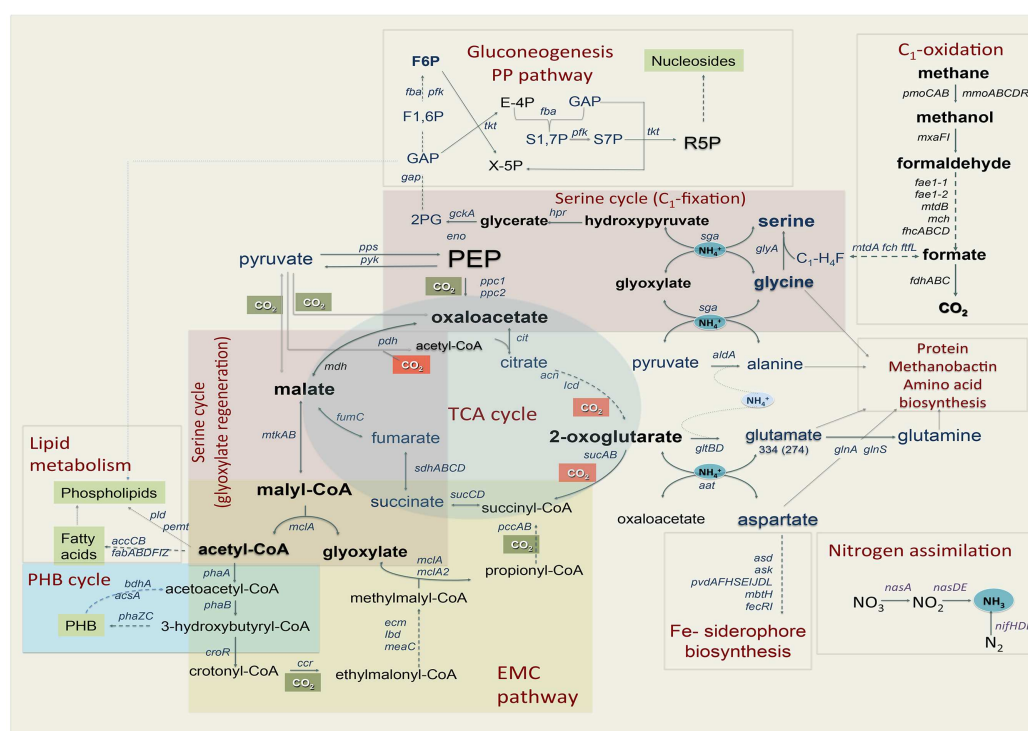 Gluconeogenesis
PP pathway
F6P
fba pfk
F1,6P
GAP
gap
E-4P
GAP
fba
tkt
S1,7P
pfk
S7P
tkt
R5P
X-5P
Nucleosides
C₁-oxidation
methane
pmoCAB
mmoABCDR
methanol
mxaFI
formaldehyde
fae1-1
fae1-2
mtdB
mch
fhcABCD
formate
fdhABC
CO₂
Serine cycle (C₁-fixation)
2PG
gckA
glycerate
hpr
hydroxypyruvate
serine
eno
sga
NH₄⁺
glyA
C₁-H₄F
mtdA fch ftfL
glyoxylate
glycine
sga
NH₄⁺
pyruvate
pps
pyk
PEP
CO₂
CO₂
CO₂
ppc1
ppc2
oxaloacetate
pdh
acetyl-CoA
cit
CO₂
citrate
acn
Icd
CO₂
mdh
malate
TCA cycle
fumC
fumarate
sdhABCD
succinate
sucCD
succinyl-CoA
sucAB
CO₂
2-oxoglutarate
Serine cycle
(glyoxylate regeneration)
mtkAB
malyl-CoA
mclA
acetyl-CoA
glyoxylate
pyruvate
aldA
alanine
NH₄⁺
gltBD
glutamate
334 (274)
glnA glnS
glutamine
NH₄⁺
aat
oxaloacetate
aspartate
Protein
Methanobactin
Amino acid
biosynthesis
asd
ask
pvdAFHSEIJDL
mbtH
fecRI
Fe- siderophore
biosynthesis
Nitrogen assimilation
NO₃
nasA
NO₂
nasDE
NH₃
nifHD
N₂
Lipid
metabolism
Phospholipids
pld
pemt
Fatty
acids
accCB
fabABDFIZ
PHB cycle
bdhA
acsA
PHB
phaZC
phaA
acetoacetyl-CoA
phaB
3-hydroxybutyryl-CoA
croR
crotonyl-CoA
ccr
CO₂
ethylmalonyl-CoA
ecm
Ibd
meaC
methylmalyl-CoA
mclA
mclA2
pccAB
CO₂
propionyl-CoA
EMC
pathway